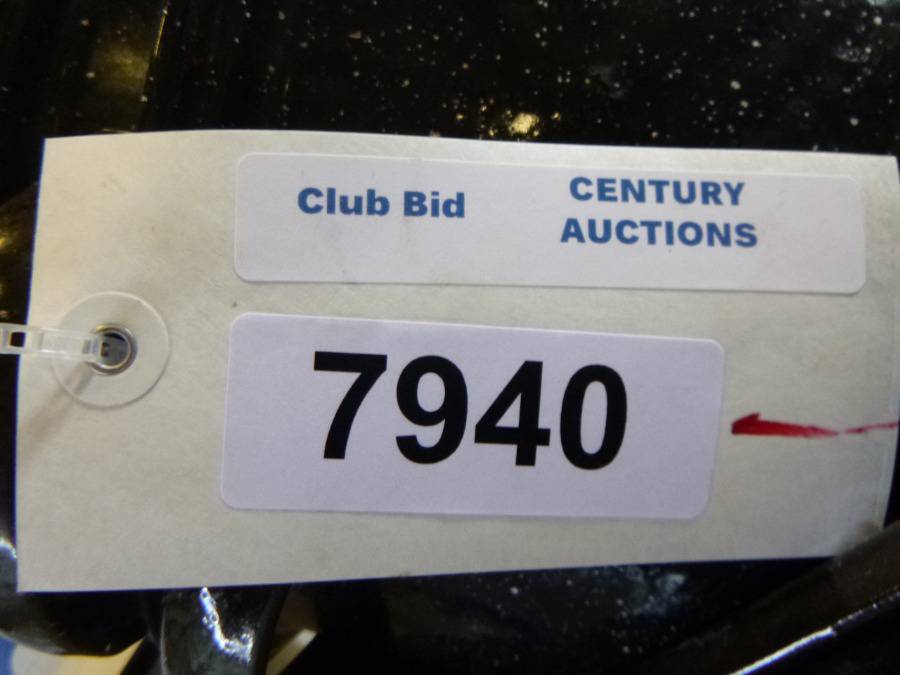 Club Bid
CENTURY
AUCTIONS
7940